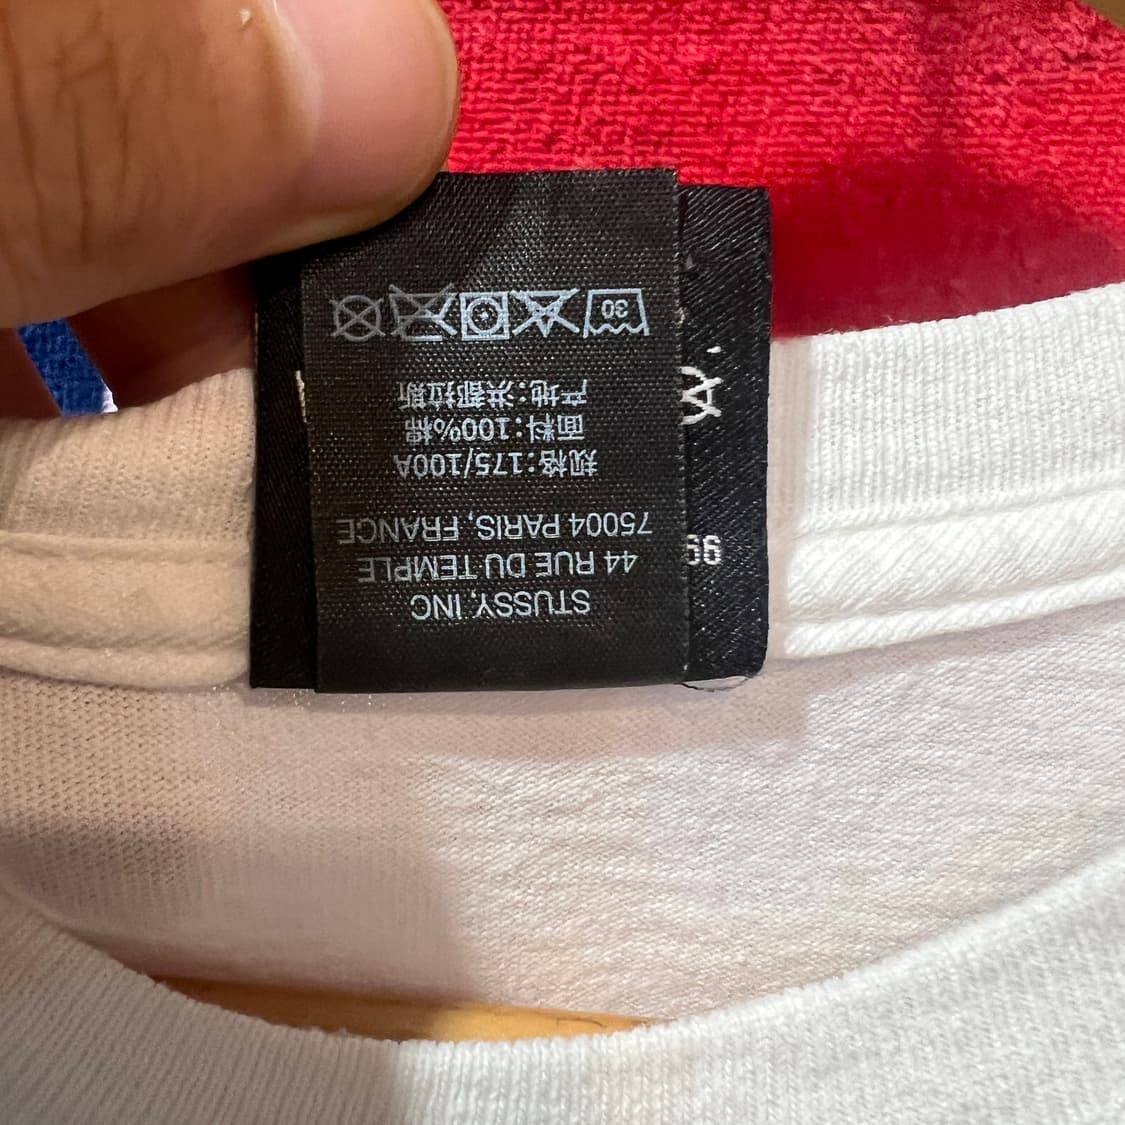 STUSSY, INC
44 RUE DU TEMPLE
75004 PARIS, FRANCE
规格:175/100A
面料:100%棉
产地:洪都拉斯
30